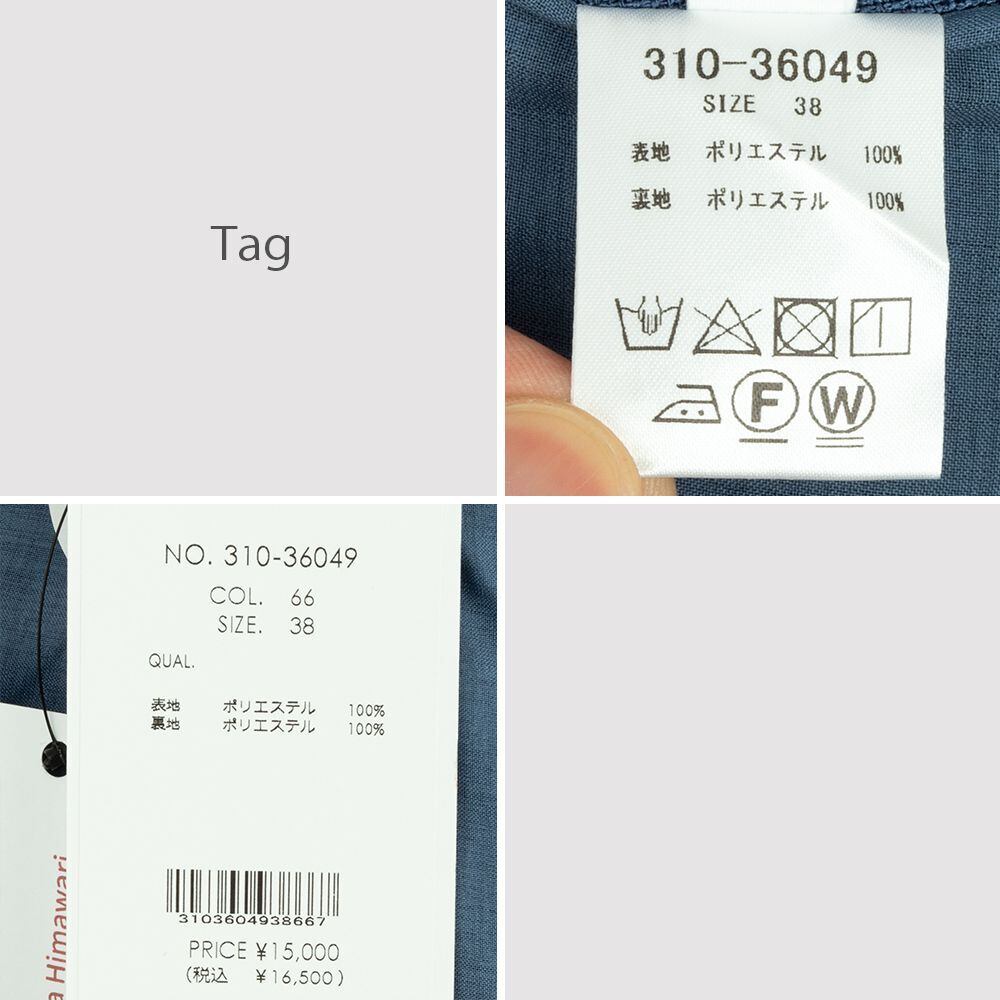 Tag
310-36049
SIZE 38
表地 ポリエステル 100%
裏地 ポリエステル 100%
F W
NO. 310-36049
COL. 66
SIZE. 38
QUAL.
表地 ポリエステル 100%
裏地 ポリエステル 100%
3103604938667
PRICE ¥15,000
(税込 ¥16,500)
a Himawari